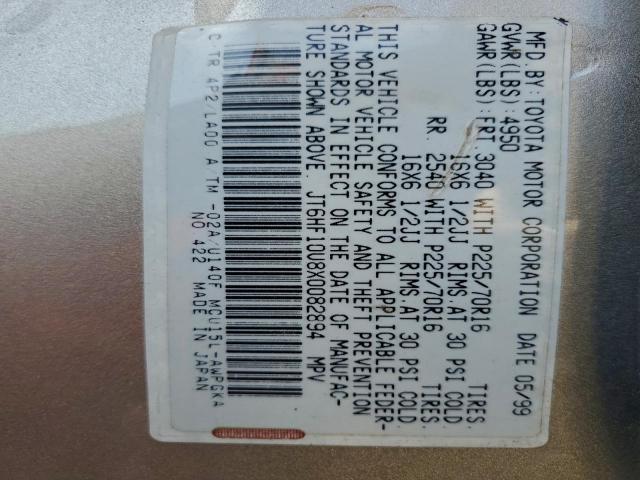 MFD. BY: TOYOTA MOTOR CORPORATION DATE 05/99
GVWR(LBS): 4950
GAWR(LBS): FRT 3040 WITH P225/70R16 TIRES
16X6 1/2JJ RIMS. AT 30 PSI COLD.
RR. 2540 WITH P225/70R16 TIRES.
16X6 1/2JJ RIMS. AT 30 PSI COLD.
THIS VEHICLE CONFORMS TO ALL APPLICABLE FEDER-
AL MOTOR VEHICLE SAFETY AND THEFT PREVENTION
STANDARDS IN EFFECT ON THE DATE OF MANUFAC-
TURE SHOWN ABOVE. JT6HF10U8X0082894 MPV
C TR 4P2/LA00 A TM -02A/U140F MCU15L-AWPGKA
NO 422 MADE IN JAPAN